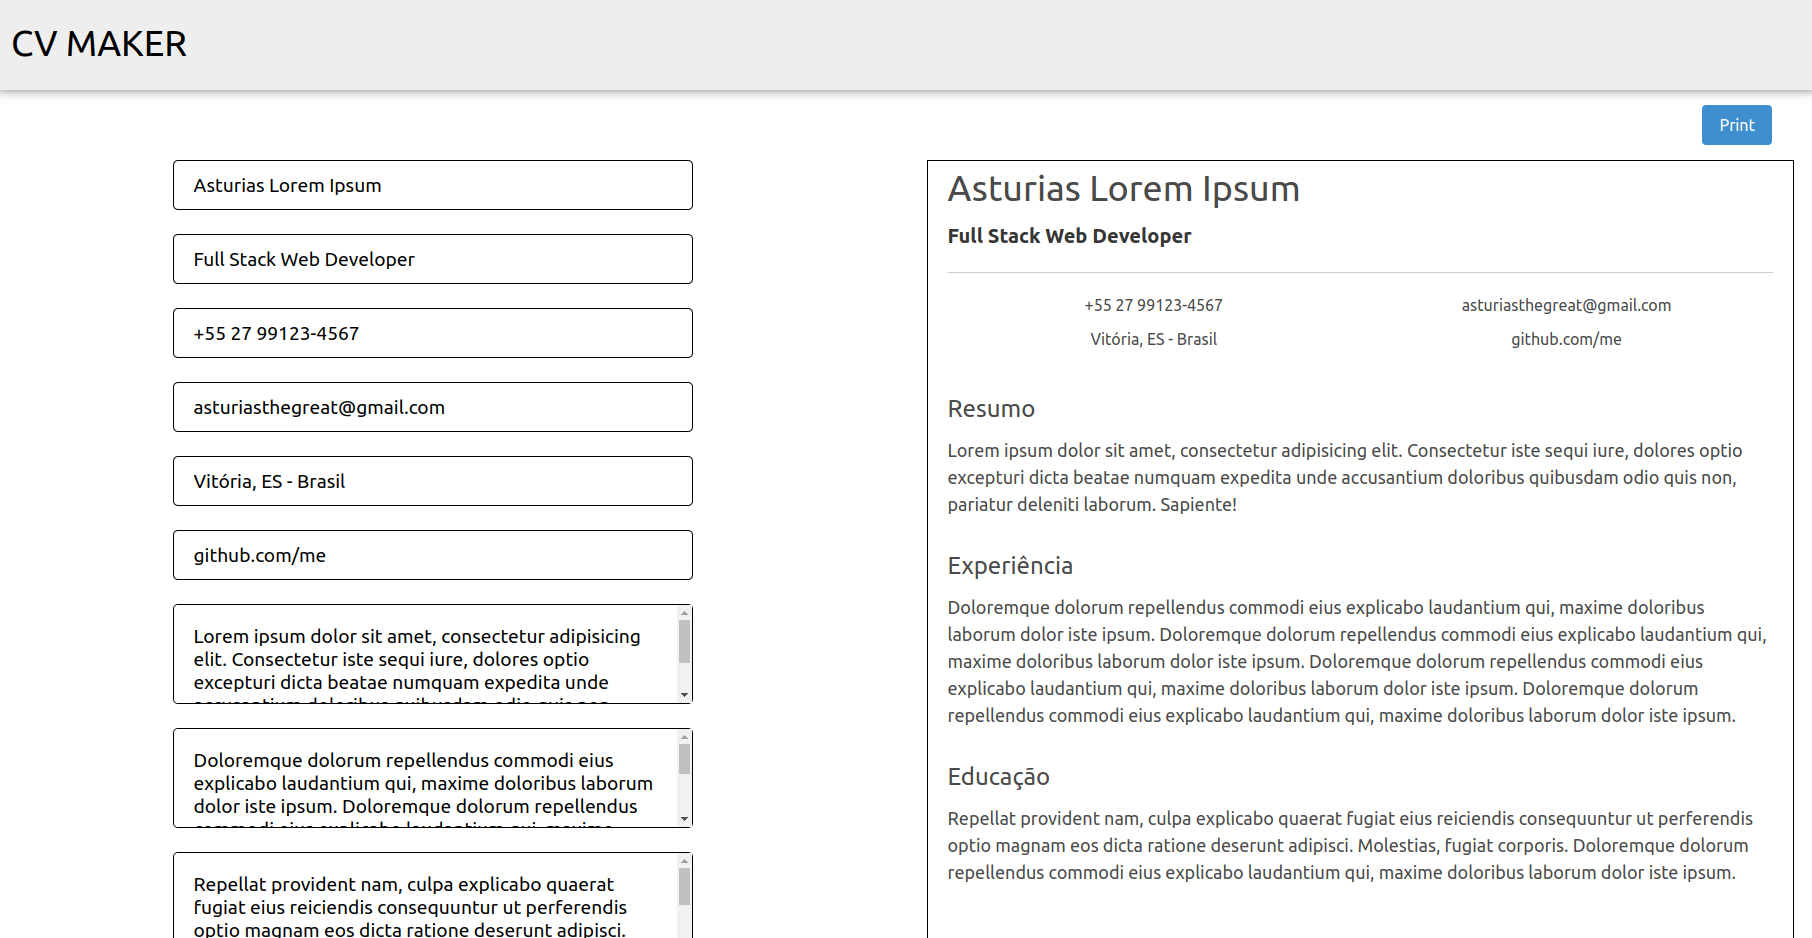 CV MAKER
Print
Asturias Lorem Ipsum
Full Stack Web Developer
+55 27 99123-4567
asturiasthegreat@gmail.com
Vitória, ES - Brasil
github.com/me
Lorem ipsum dolor sit amet, consectetur adipisicing
elit. Consectetur iste sequi iure, dolores optio
excepturi dicta beatae numquam expedita unde
Doloremque dolorum repellendus commodi eius
explicabo laudantium qui, maxime doloribus laborum
dolor iste ipsum. Doloremque dolorum repellendus
Repellat provident nam, culpa explicabo quaerat
fugiat eius reiciendis consequuntur ut perferendis
optio magnam eos dicta ratione deserunt adipisci.
Asturias Lorem Ipsum
Full Stack Web Developer
+55 27 99123-4567
asturiasthegreat@gmail.com
Vitória, ES - Brasil
github.com/me
Resumo
Lorem ipsum dolor sit amet, consectetur adipisicing elit. Consectetur iste sequi iure, dolores optio
excepturi dicta beatae numquam expedita unde accusantium doloribus quibusdam odio quis non,
pariatur deleniti laborum. Sapiente!
Experiência
Doloremque dolorum repellendus commodi eius explicabo laudantium qui, maxime doloribus
laborum dolor iste ipsum. Doloremque dolorum repellendus commodi eius explicabo laudantium qui,
maxime doloribus laborum dolor iste ipsum. Doloremque dolorum repellendus commodi eius
explicabo laudantium qui, maxime doloribus laborum dolor iste ipsum. Doloremque dolorum
repellendus commodi eius explicabo laudantium qui, maxime doloribus laborum dolor iste ipsum.
Educação
Repellat provident nam, culpa explicabo quaerat fugiat eius reiciendis consequuntur ut perferendis
optio magnam eos dicta ratione deserunt adipisci. Molestias, fugiat corporis. Doloremque dolorum
repellendus commodi eius explicabo laudantium qui, maxime doloribus laborum dolor iste ipsum.